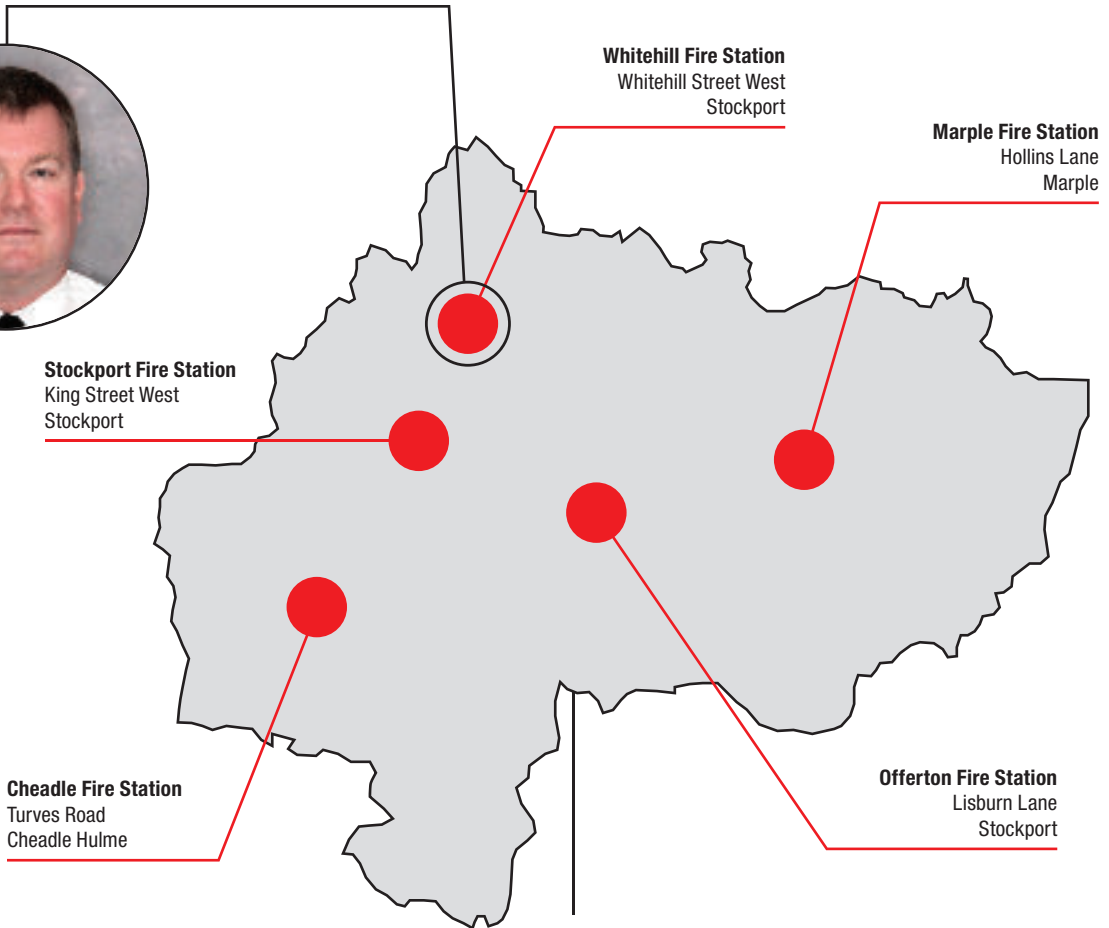 Whitehill Fire Station
Whitehill Street West
Stockport
Marple Fire Station
Hollins Lane
Marple
Stockport Fire Station
King Street West
Stockport
Cheadle Fire Station
Turves Road
Cheadle Hulme
Offerton Fire Station
Lisburn Lane
Stockport